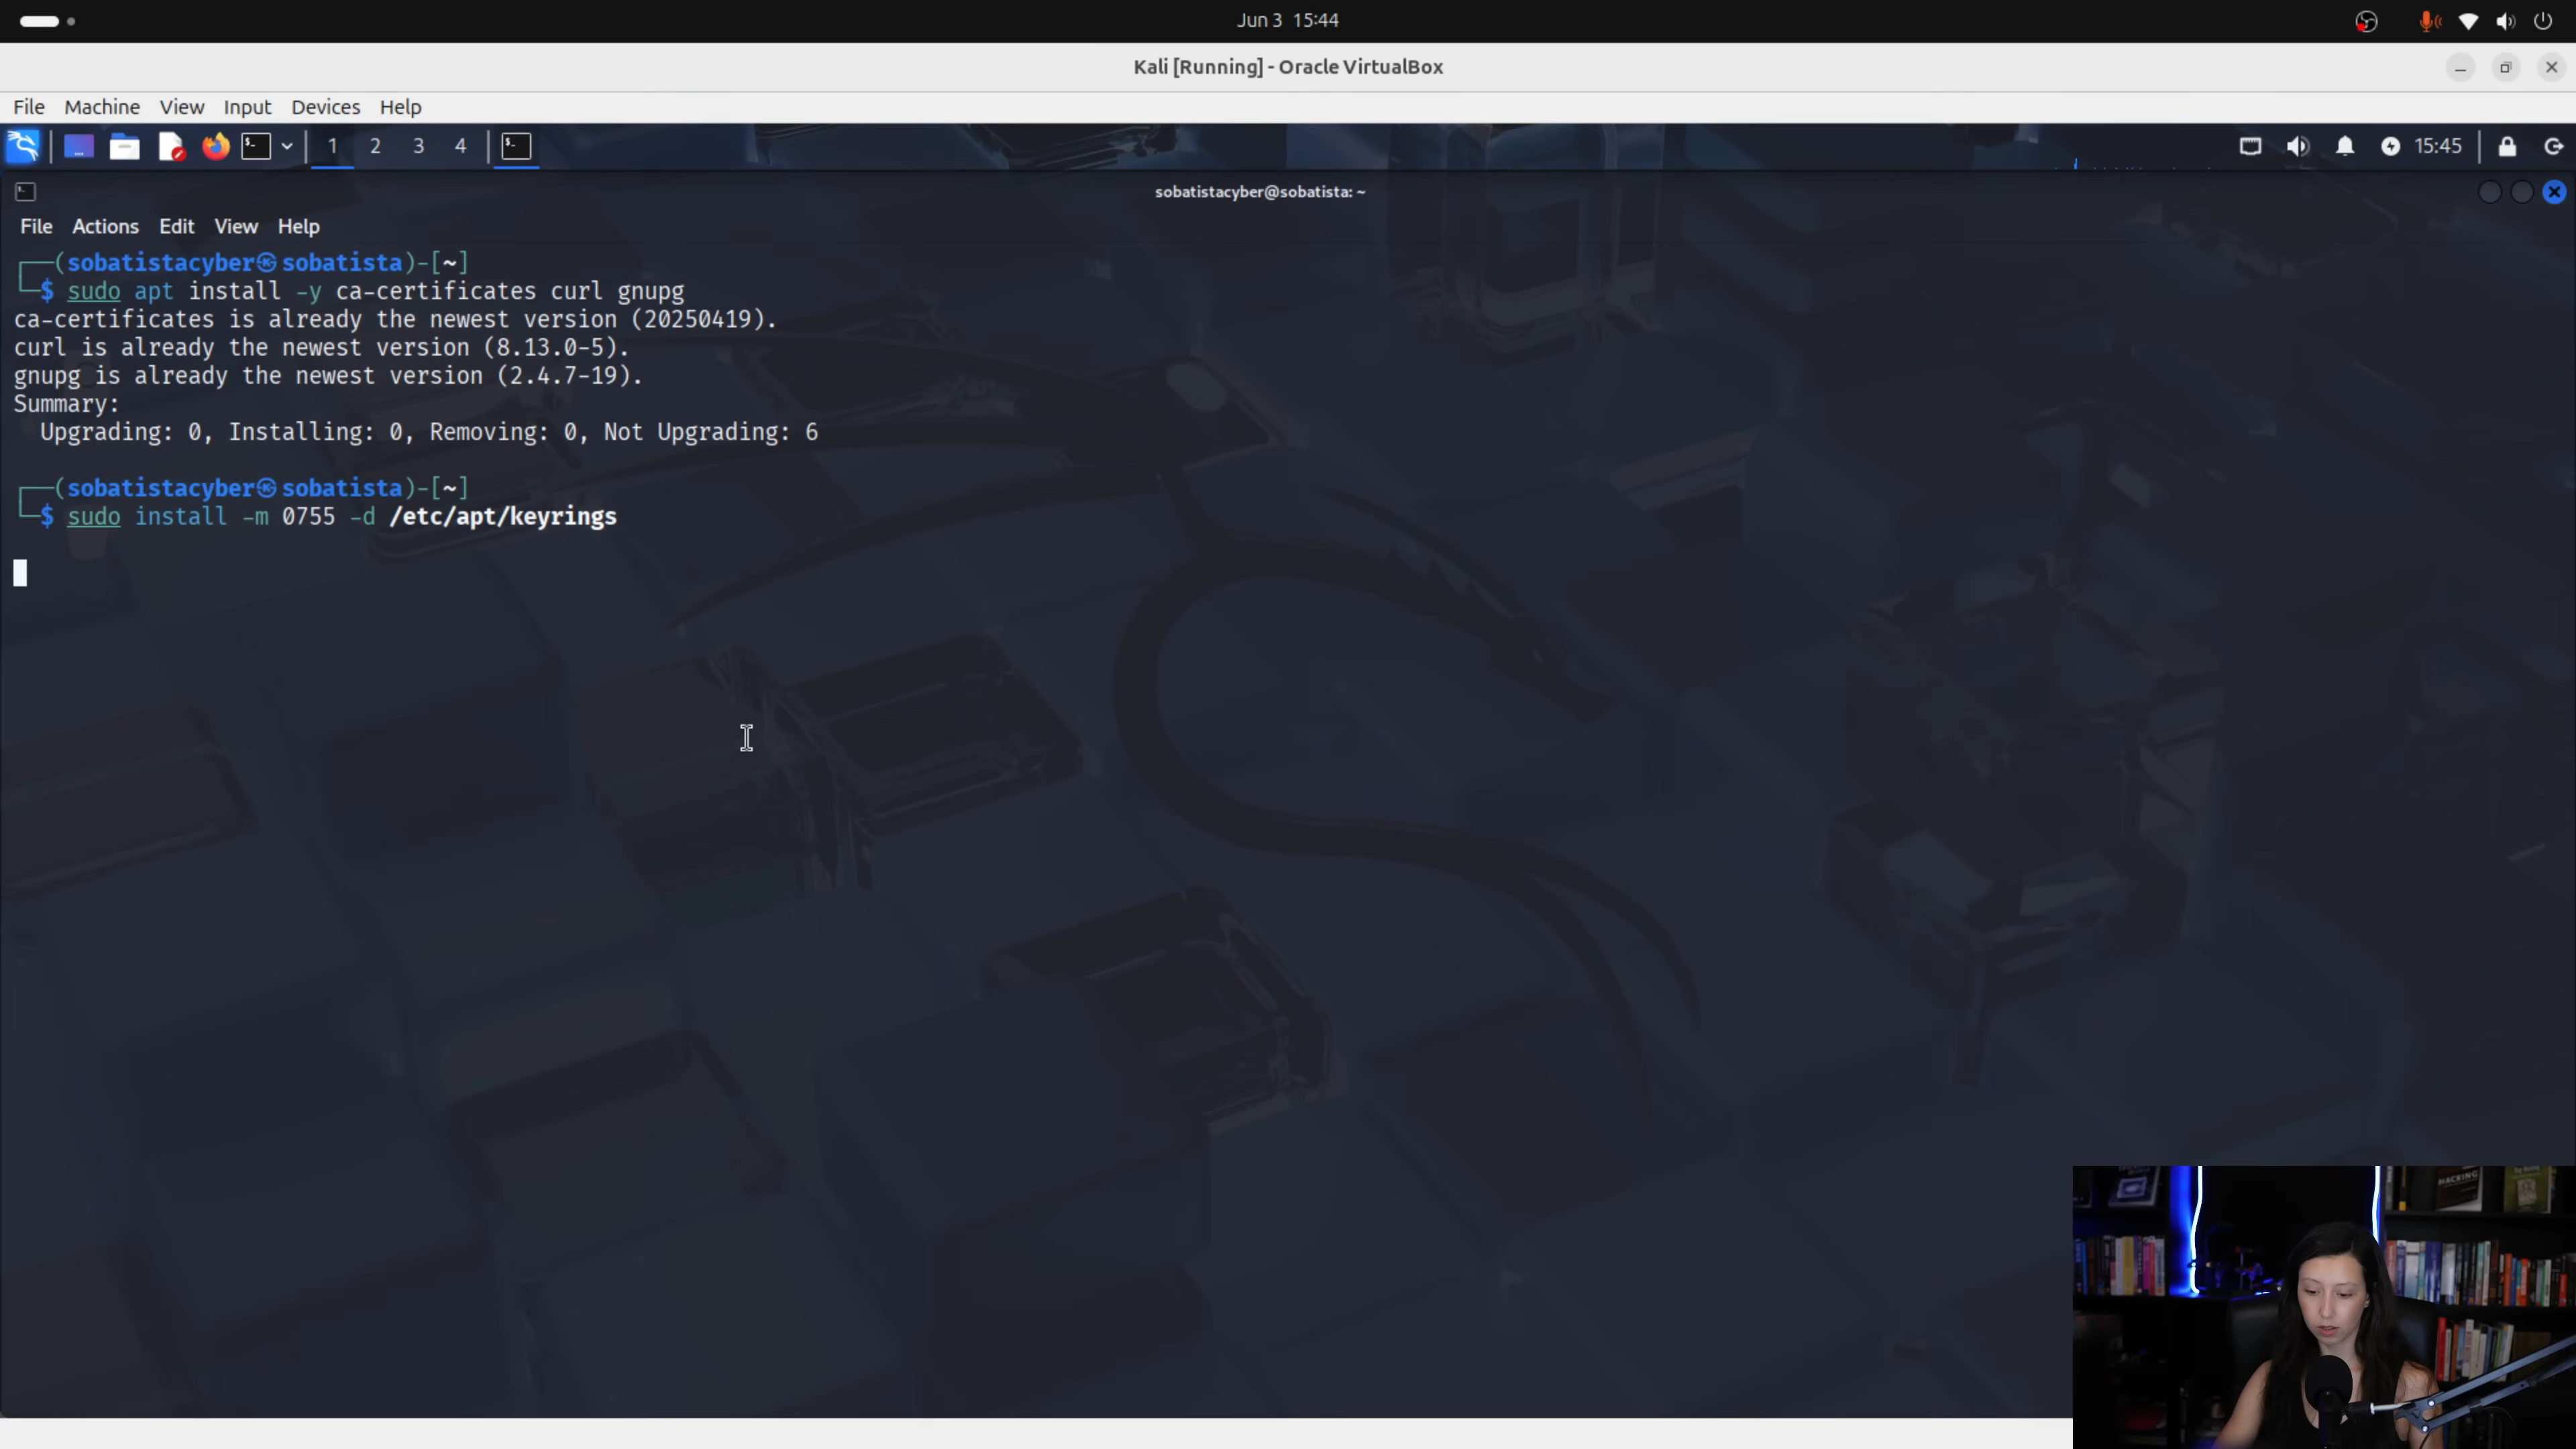 Jun 3 15:44
Kali [Running] - Oracle VirtualBox
File Machine View Input Devices Help
1 2 3 4
15:45
sobatistacyber@sobatista: ~
File Actions Edit View Help
┌──(sobatistacyber㉿sobatista)-[~]
└─$ sudo apt install -y ca-certificates curl gnupg
ca-certificates is already the newest version (20250419).
curl is already the newest version (8.13.0-5).
gnupg is already the newest version (2.4.7-19).
Summary:
Upgrading: 0, Installing: 0, Removing: 0, Not Upgrading: 6
┌──(sobatistacyber㉿sobatista)-[~]
└─$ sudo install -m 0755 -d /etc/apt/keyrings
HACKING